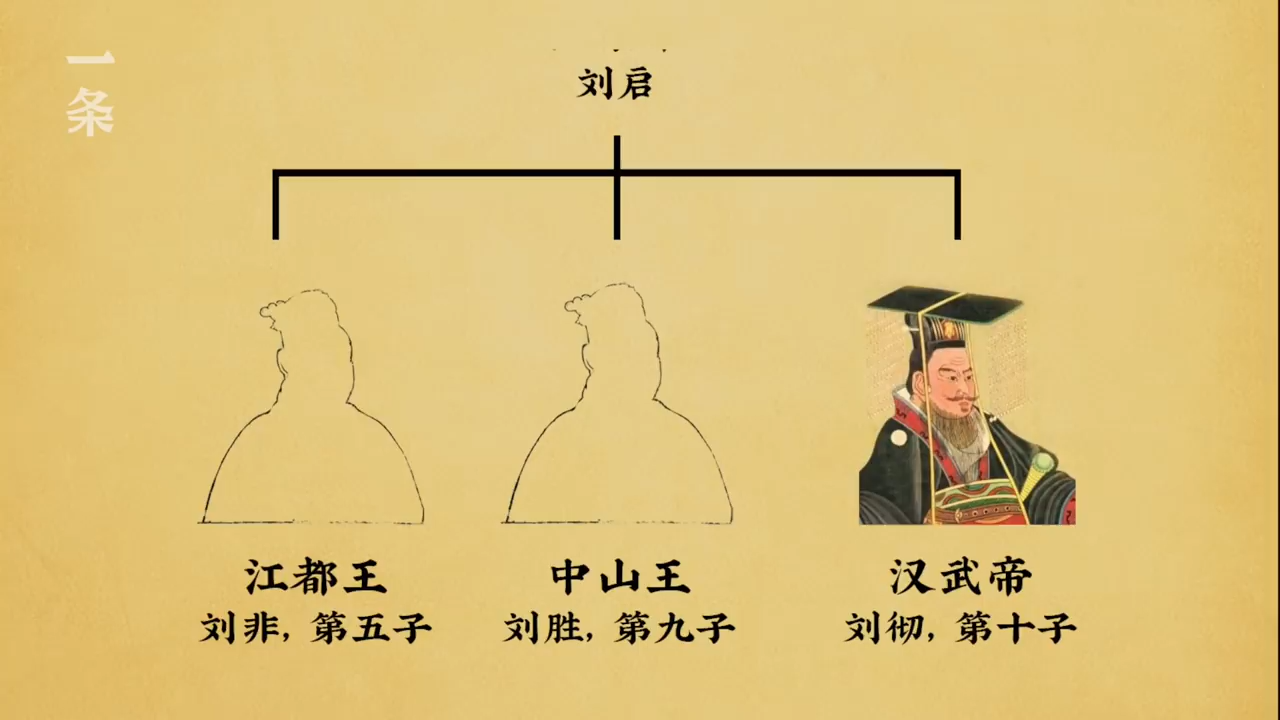 一条
刘启
江都王
刘非, 第五子
中山王
刘胜, 第九子
汉武帝
刘彻, 第十子